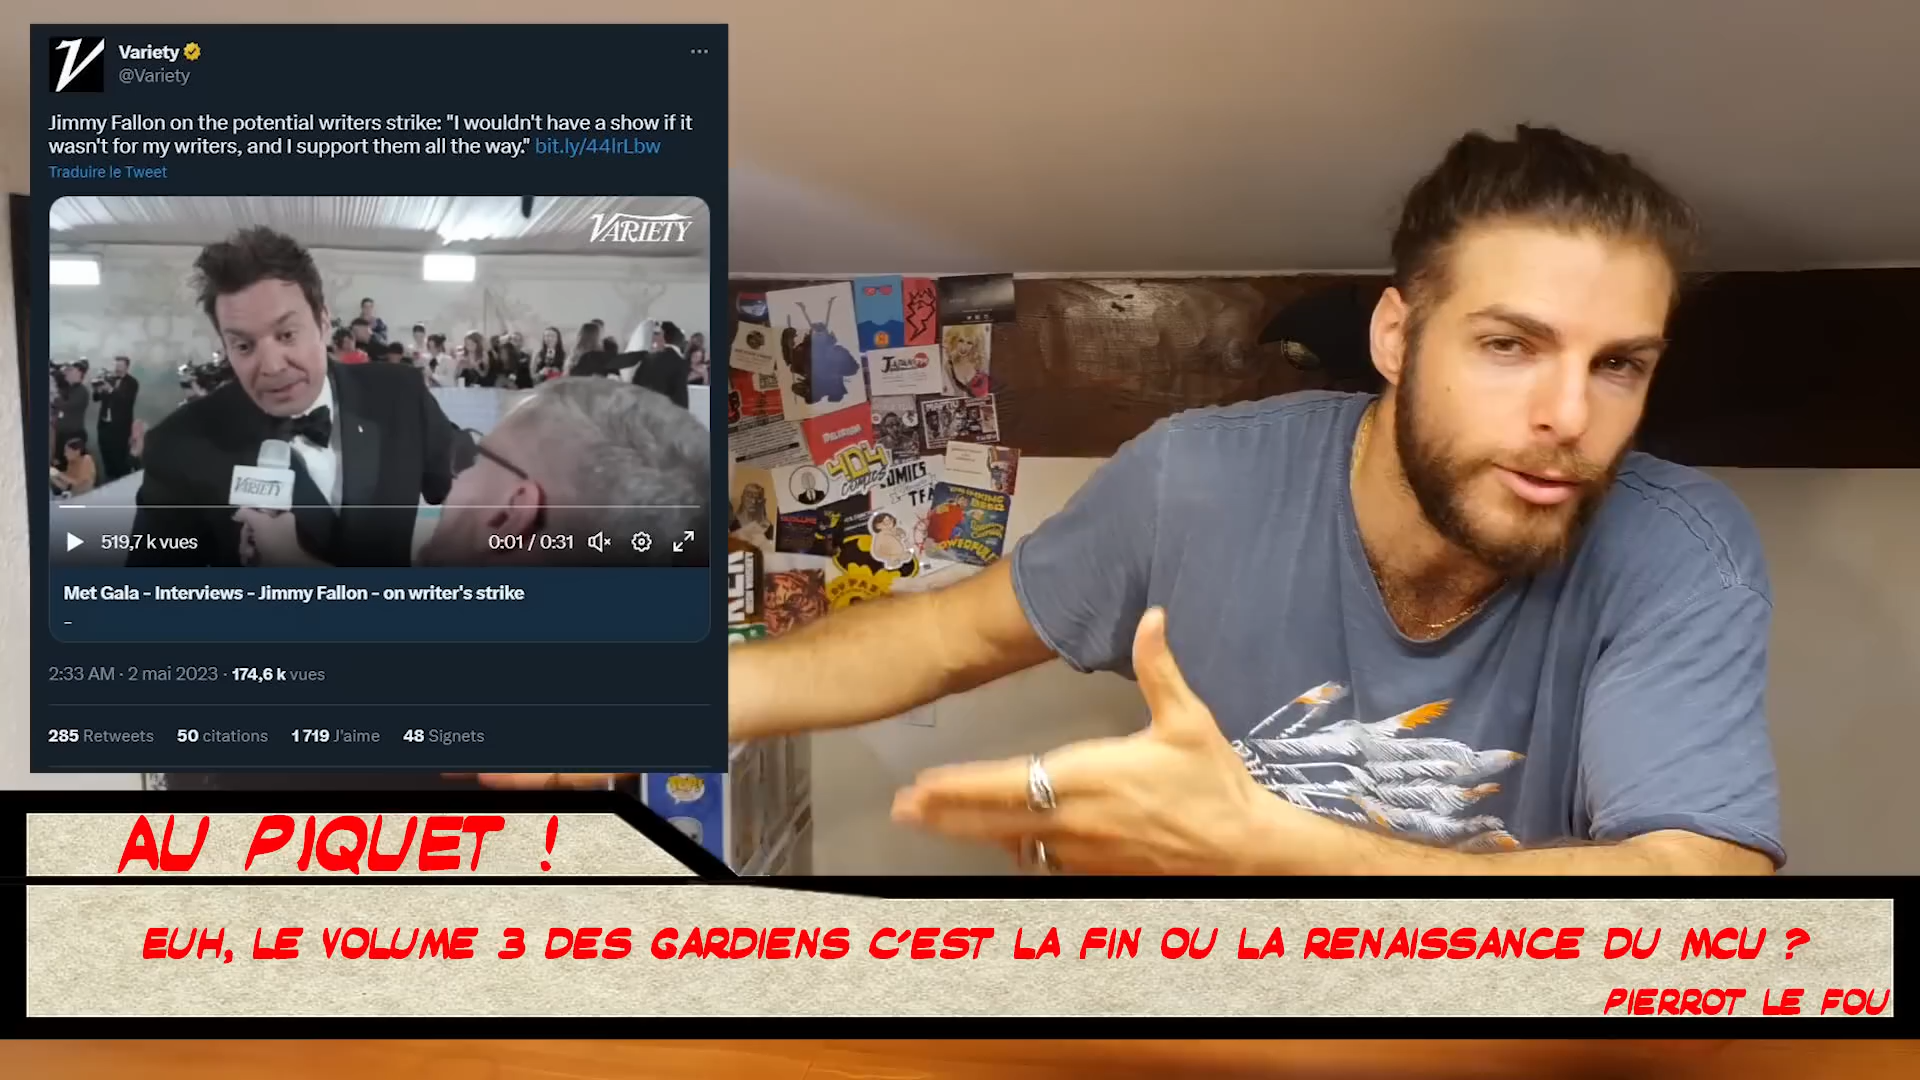 Variety
@Variety
Jimmy Fallon on the potential writers strike: "I wouldn't have a show if it
wasn't for my writers, and I support them all the way." bit.ly/44lrLbw
Traduire le Tweet
VARIETY
VARIETY
519,7 k vues
0:01 / 0:31
Met Gala - Interviews - Jimmy Fallon - on writer's strike
-
2:33 AM · 2 mai 2023 · 174,6 k vues
285 Retweets 50 citations 1 719 J'aime 48 Signets
404
COMICS
COMICS
POP!
AU PIQUET !
EUH, LE VOLUME 3 DES GARDIENS C'EST LA FIN OU LA RENAISSANCE DU MCU ?
PIERROT LE FOU